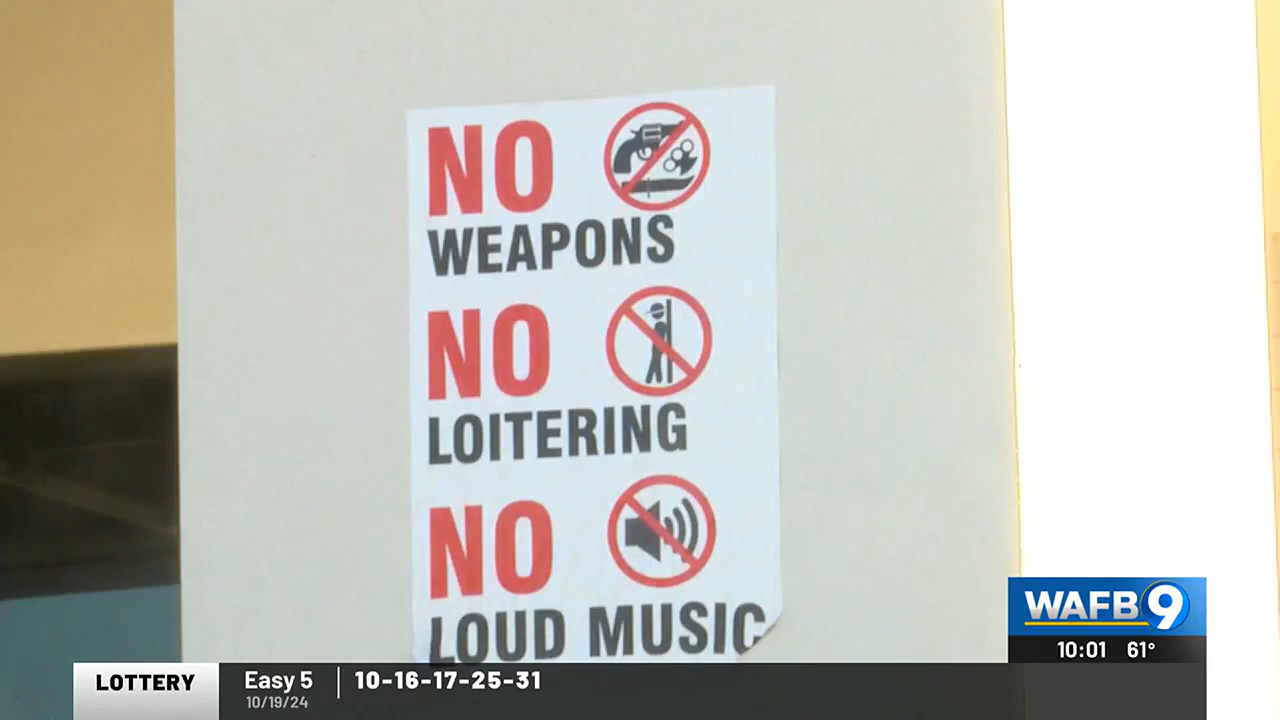 NO
WEAPONS
NO
LOITERING
NO
LOUD MUSIC
WAFB 9
10:01 61°
LOTTERY
Easy 5
10-16-17-25-31
10/19/24